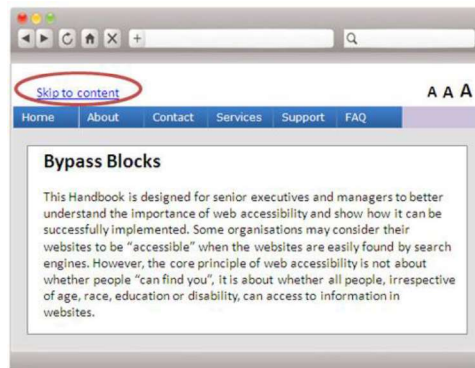 Skip to content
A A A
Home About Contact Services Support FAQ
Bypass Blocks
This Handbook is designed for senior executives and managers to better
understand the importance of web accessibility and show how it can be
successfully implemented. Some organisations may consider their
websites to be "accessible" when the websites are easily found by search
engines. However, the core principle of web accessibility is not about
whether people "can find you", it is about whether all people, irrespective
of age, race, education or disability, can access to information in
websites.